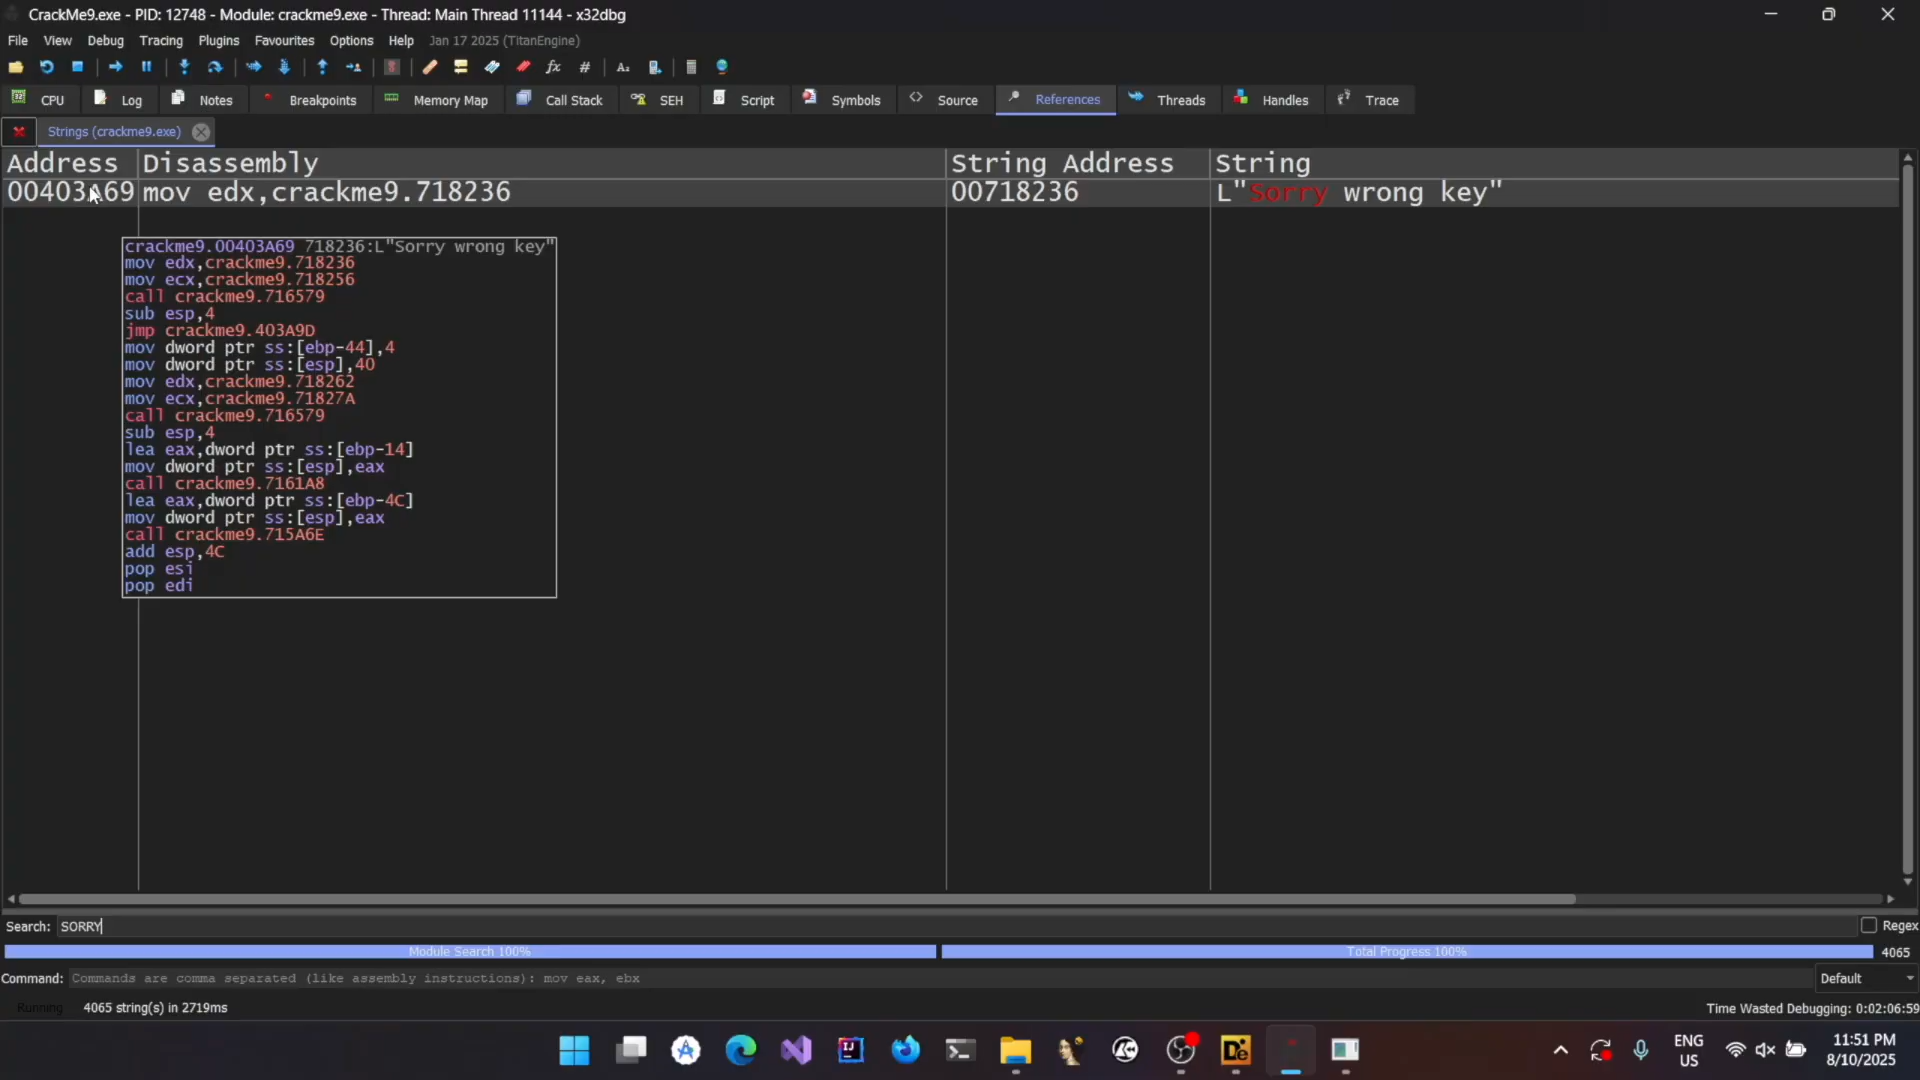 CrackMe9.exe - PID: 12748 - Module: crackme9.exe - Thread: Main Thread 11144 - x32dbg
File View Debug Tracing Plugins Favourites Options Help Jan 17 2025 (TitanEngine)
CPU Log Notes Breakpoints Memory Map Call Stack SEH Script Symbols Source References Threads Handles Trace
Strings (crackme9.exe)
Address Disassembly String Address String
00403A69 mov edx,crackme9.718236 00718236 L"Sorry wrong key"
crackme9.00403A69 718236:L"Sorry wrong key"
mov edx,crackme9.718236
mov ecx,crackme9.718256
call crackme9.716579
sub esp,4
jmp crackme9.403A9D
mov dword ptr ss:[ebp-44],4
mov dword ptr ss:[esp],40
mov edx,crackme9.718262
mov ecx,crackme9.71827A
call crackme9.716579
sub esp,4
lea eax,dword ptr ss:[ebp-14]
mov dword ptr ss:[esp],eax
call crackme9.7161A8
lea eax,dword ptr ss:[ebp-4C]
mov dword ptr ss:[esp],eax
call crackme9.715A6E
add esp,4C
pop esi
pop edi
Search: SORRY Regex
Module Search 100% Total Progress 100% 4065
Command: Commands are comma separated (like assembly instructions): mov eax, ebx Default
Running 4065 string(s) in 2719ms Time Wasted Debugging: 0:02:06:59
ENG
US
11:51 PM
8/10/2025